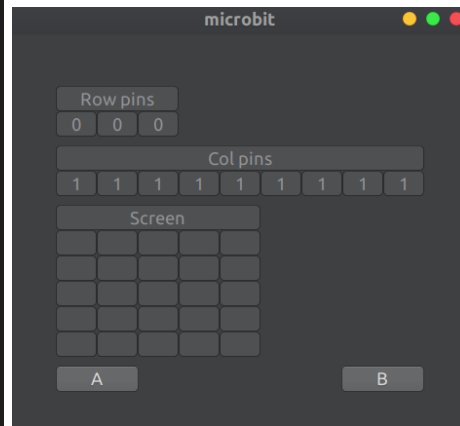 microbit
Row pins
0 0 0
Col pins
1 1 1 1 1 1 1 1 1
Screen
A B